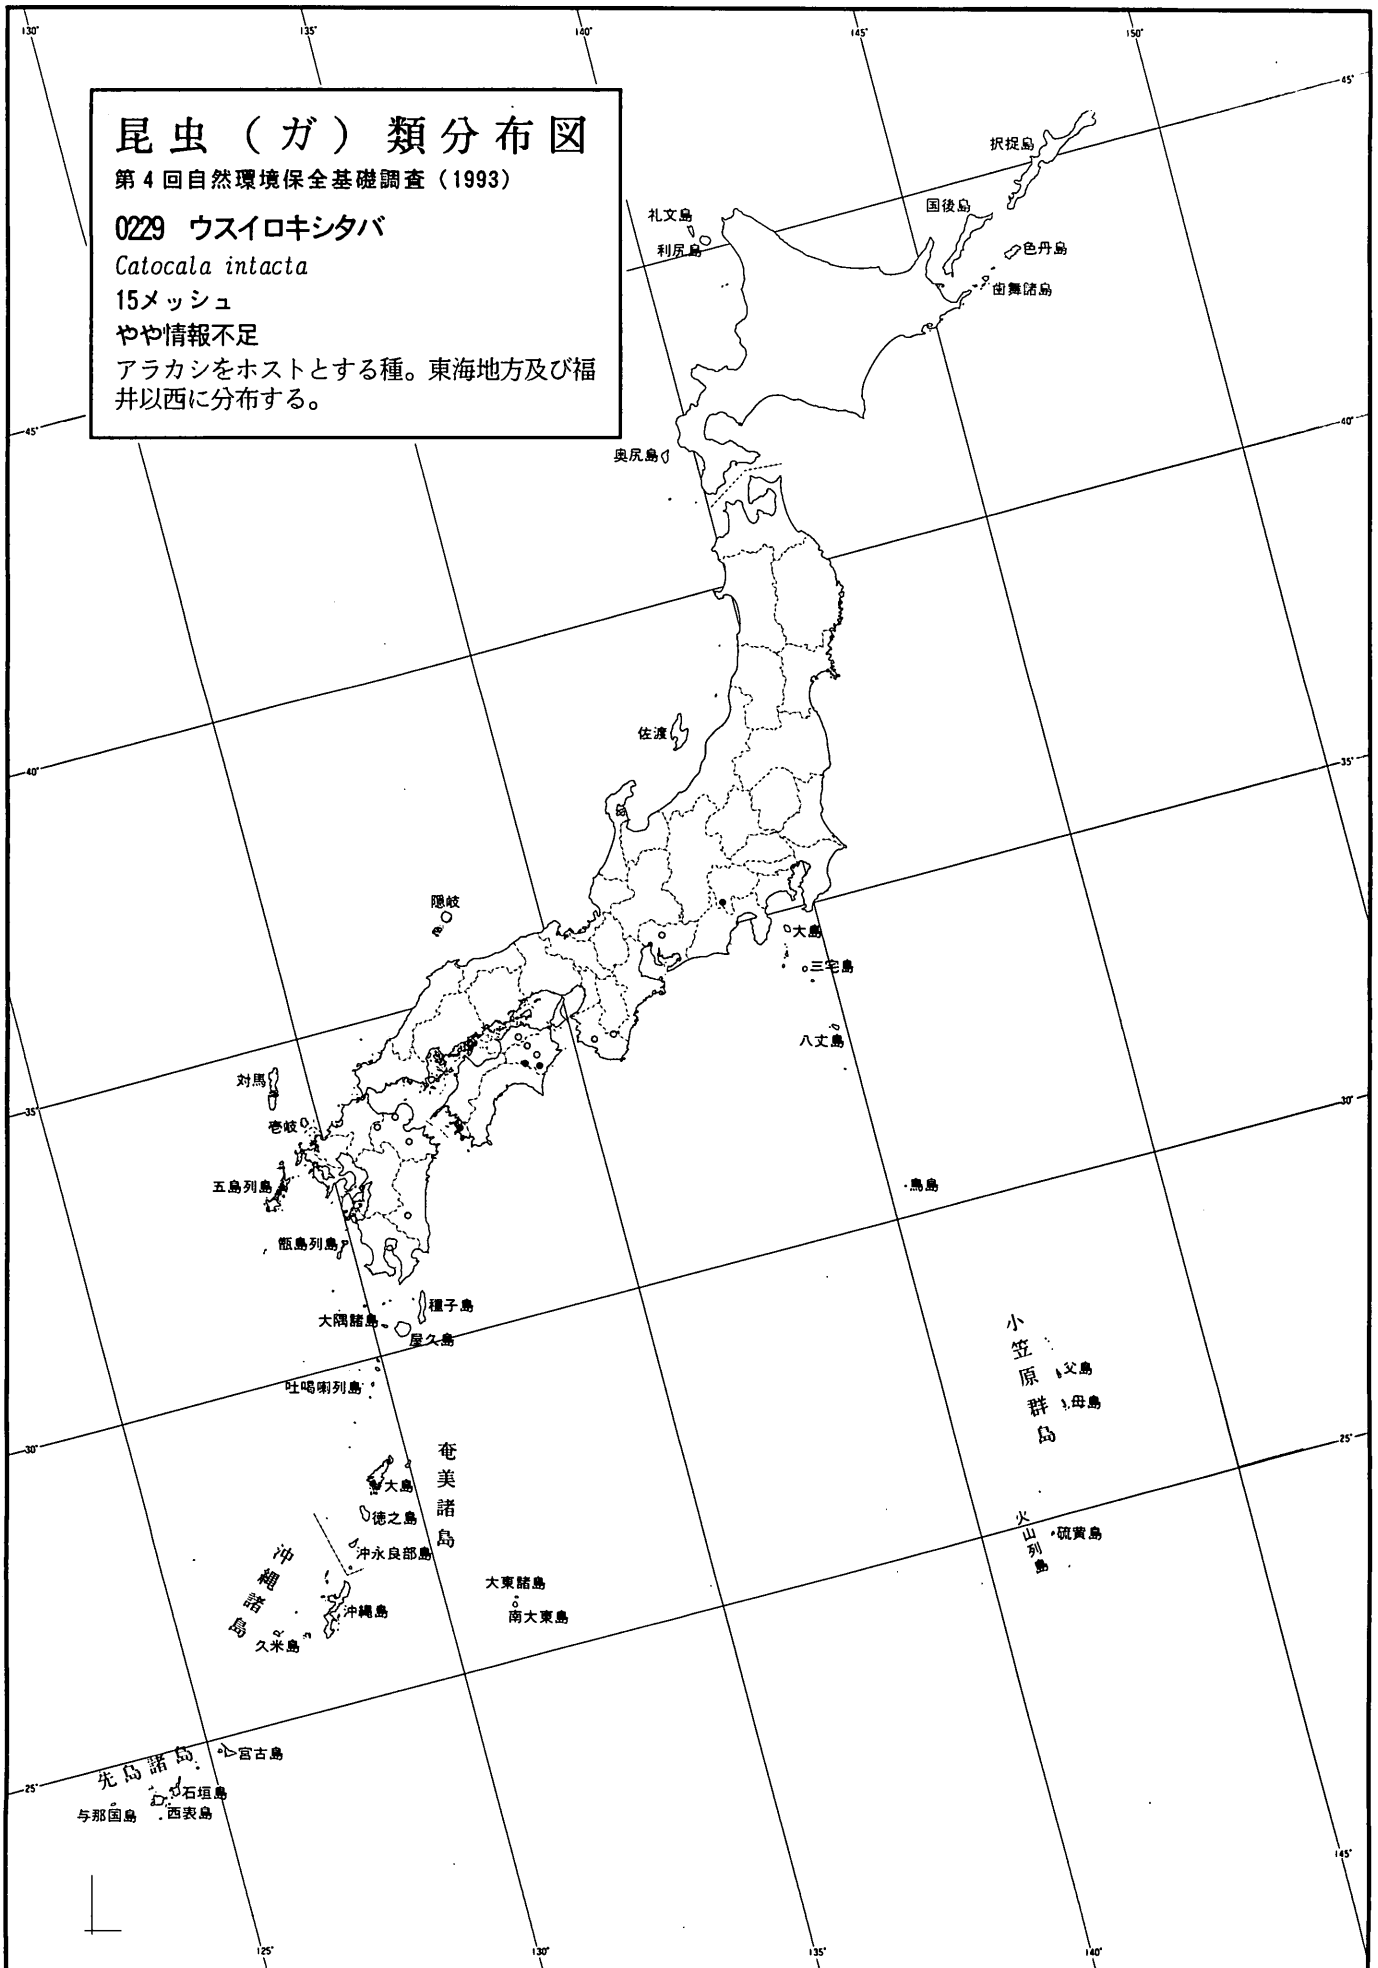 130°
135°
140°
145°
150°
昆虫（ガ）類分布図
第4回自然環境保全基礎調査（1993）
0229 ウスイロキシタバ
Catocala intacta
15メッシュ
やや情報不足
アラカシをホストとする種。東海地方及び福
井以西に分布する。
45°
択捉島
国後島
礼文島
利尻島
色丹島
歯舞諸島
45°
40°
奥尻島
佐渡
40°
35°
隠岐
大島
三宅島
八丈島
対馬
35°
壱岐
30°
五島列島
鳥島
甑島列島
種子島
大隅諸島
屋久島
小笠原群島
父島
吐噶喇列島
母島
30°
25°
奄美諸島
大島
徳之島
火山列島
硫黄島
沖永良部島
沖縄諸島
大東諸島
沖縄島
南大東島
久米島
先島諸島
宮古島
25°
石垣島
与那国島
西表島
145°
125°
130°
135°
140°